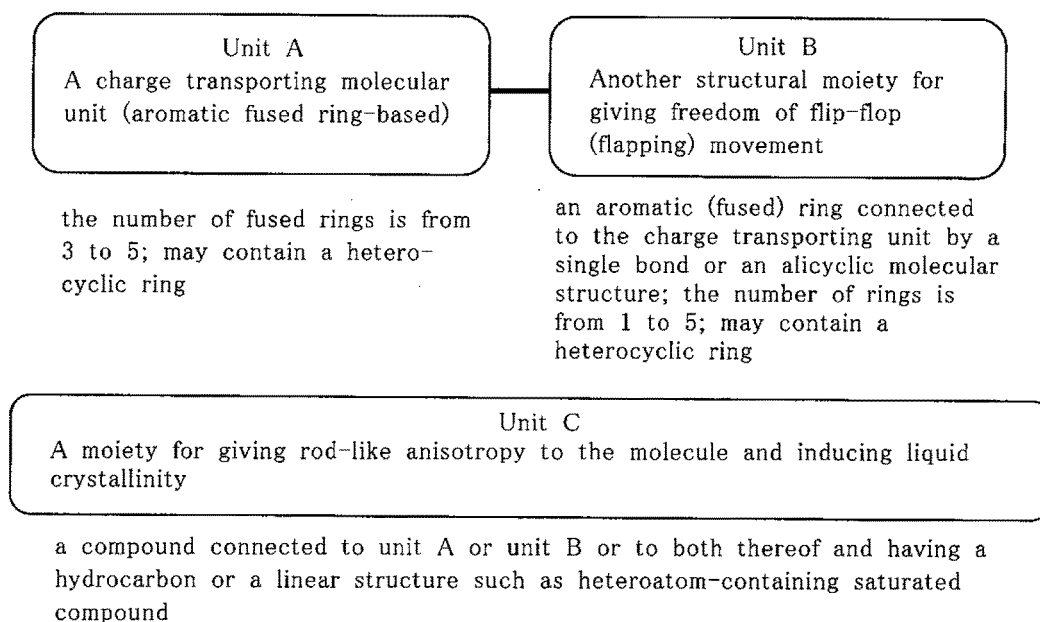 Unit A
A charge transporting molecular
unit (aromatic fused ring-based)
the number of fused rings is from
3 to 5; may contain a hetero-
cyclic ring
Unit B
Another structural moiety for
giving freedom of flip-flop
(flapping) movement
an aromatic (fused) ring connected
to the charge transporting unit by a
single bond or an alicyclic molecular
structure; the number of rings is
from 1 to 5; may contain a
heterocyclic ring
Unit C
A moiety for giving rod-like anisotropy to the molecule and inducing liquid
crystallinity
a compound connected to unit A or unit B or to both thereof and having a
hydrocarbon or a linear structure such as heteroatom-containing saturated
compound